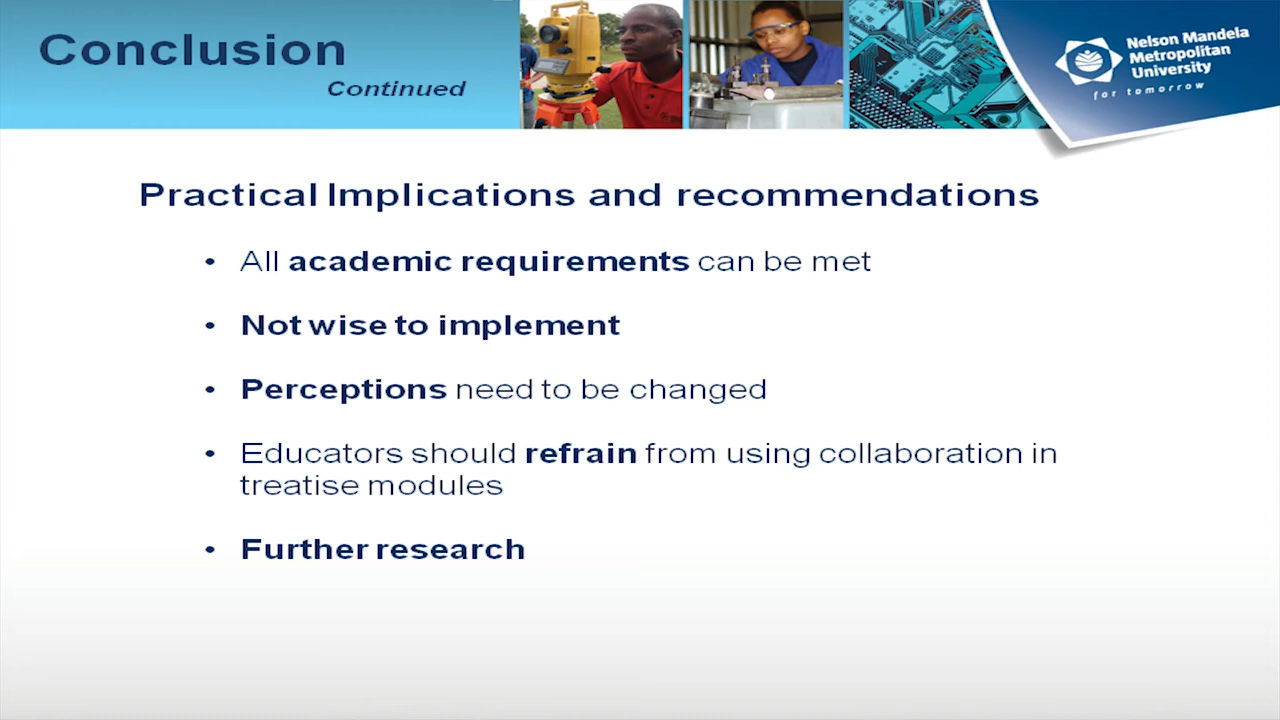 Conclusion
Continued
Nelson Mandela
Metropolitan
University
for tomorrow
Practical Implications and recommendations
• All academic requirements can be met
• Not wise to implement
• Perceptions need to be changed
• Educators should refrain from using collaboration in
treatise modules
• Further research